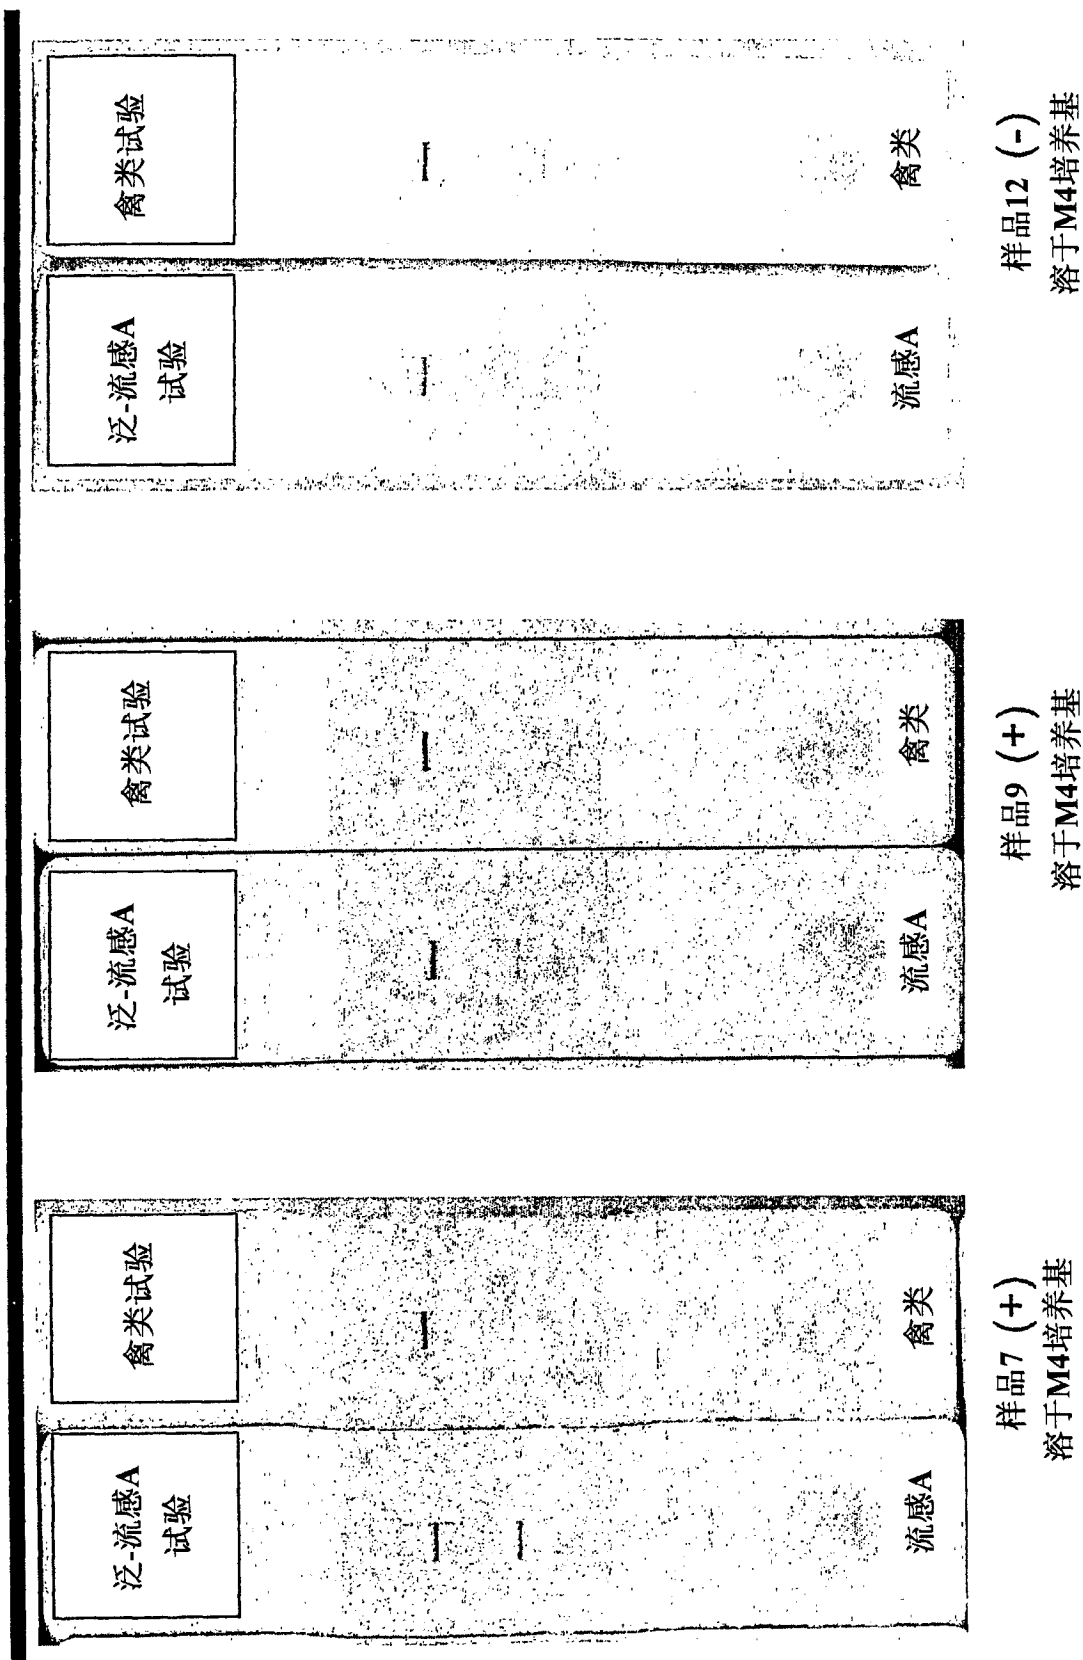 泛-流感A
试验
禽类试验
流感A
禽类
样品7 (+)
溶于M4培养基
泛-流感A
试验
禽类试验
流感A
禽类
样品9 (+)
溶于M4培养基
泛-流感A
试验
禽类试验
流感A
禽类
样品12 (-)
溶于M4培养基